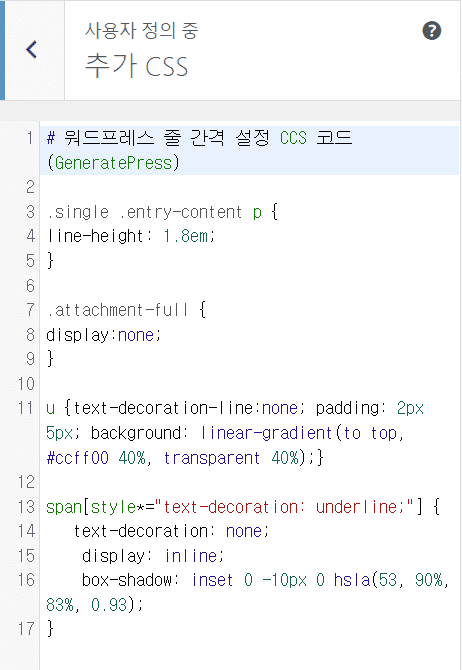 사용자 정의 중
추가 CSS
?
1 # 워드프레스 줄 간격 설정 CCS 코드
(GeneratePress)
2
3 .single .entry-content p {
4 line-height: 1.8em;
5 }
6
7 .attachment-full {
8 display:none;
9 }
10
11 u {text-decoration-line:none; padding: 2px
5px; background: linear-gradient(to top,
#ccff00 40%, transparent 40%);}
12
13 span[style*="text-decoration: underline;"] {
14 text-decoration: none;
15 display: inline;
16 box-shadow: inset 0 -10px 0 hsla(53, 90%,
83%, 0.93);
17 }